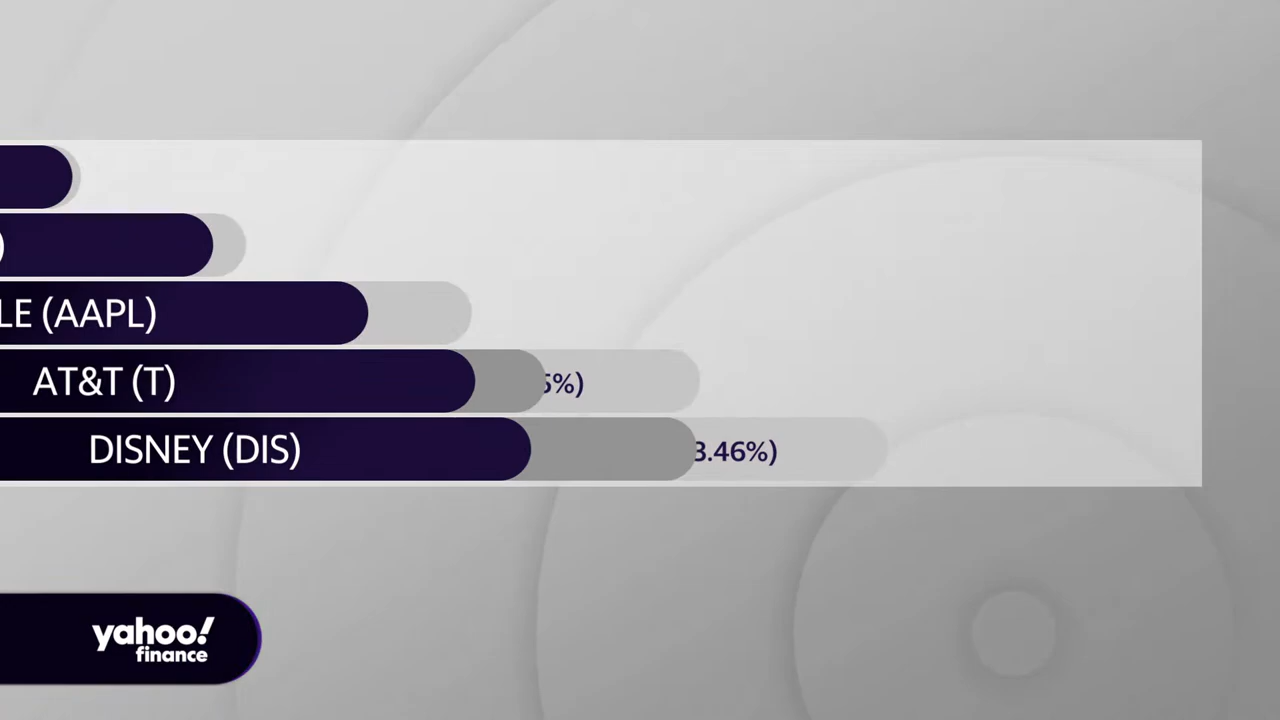 )
LE (AAPL)
AT&T (T)
5%)
DISNEY (DIS)
3.46%)
yahoo!
finance